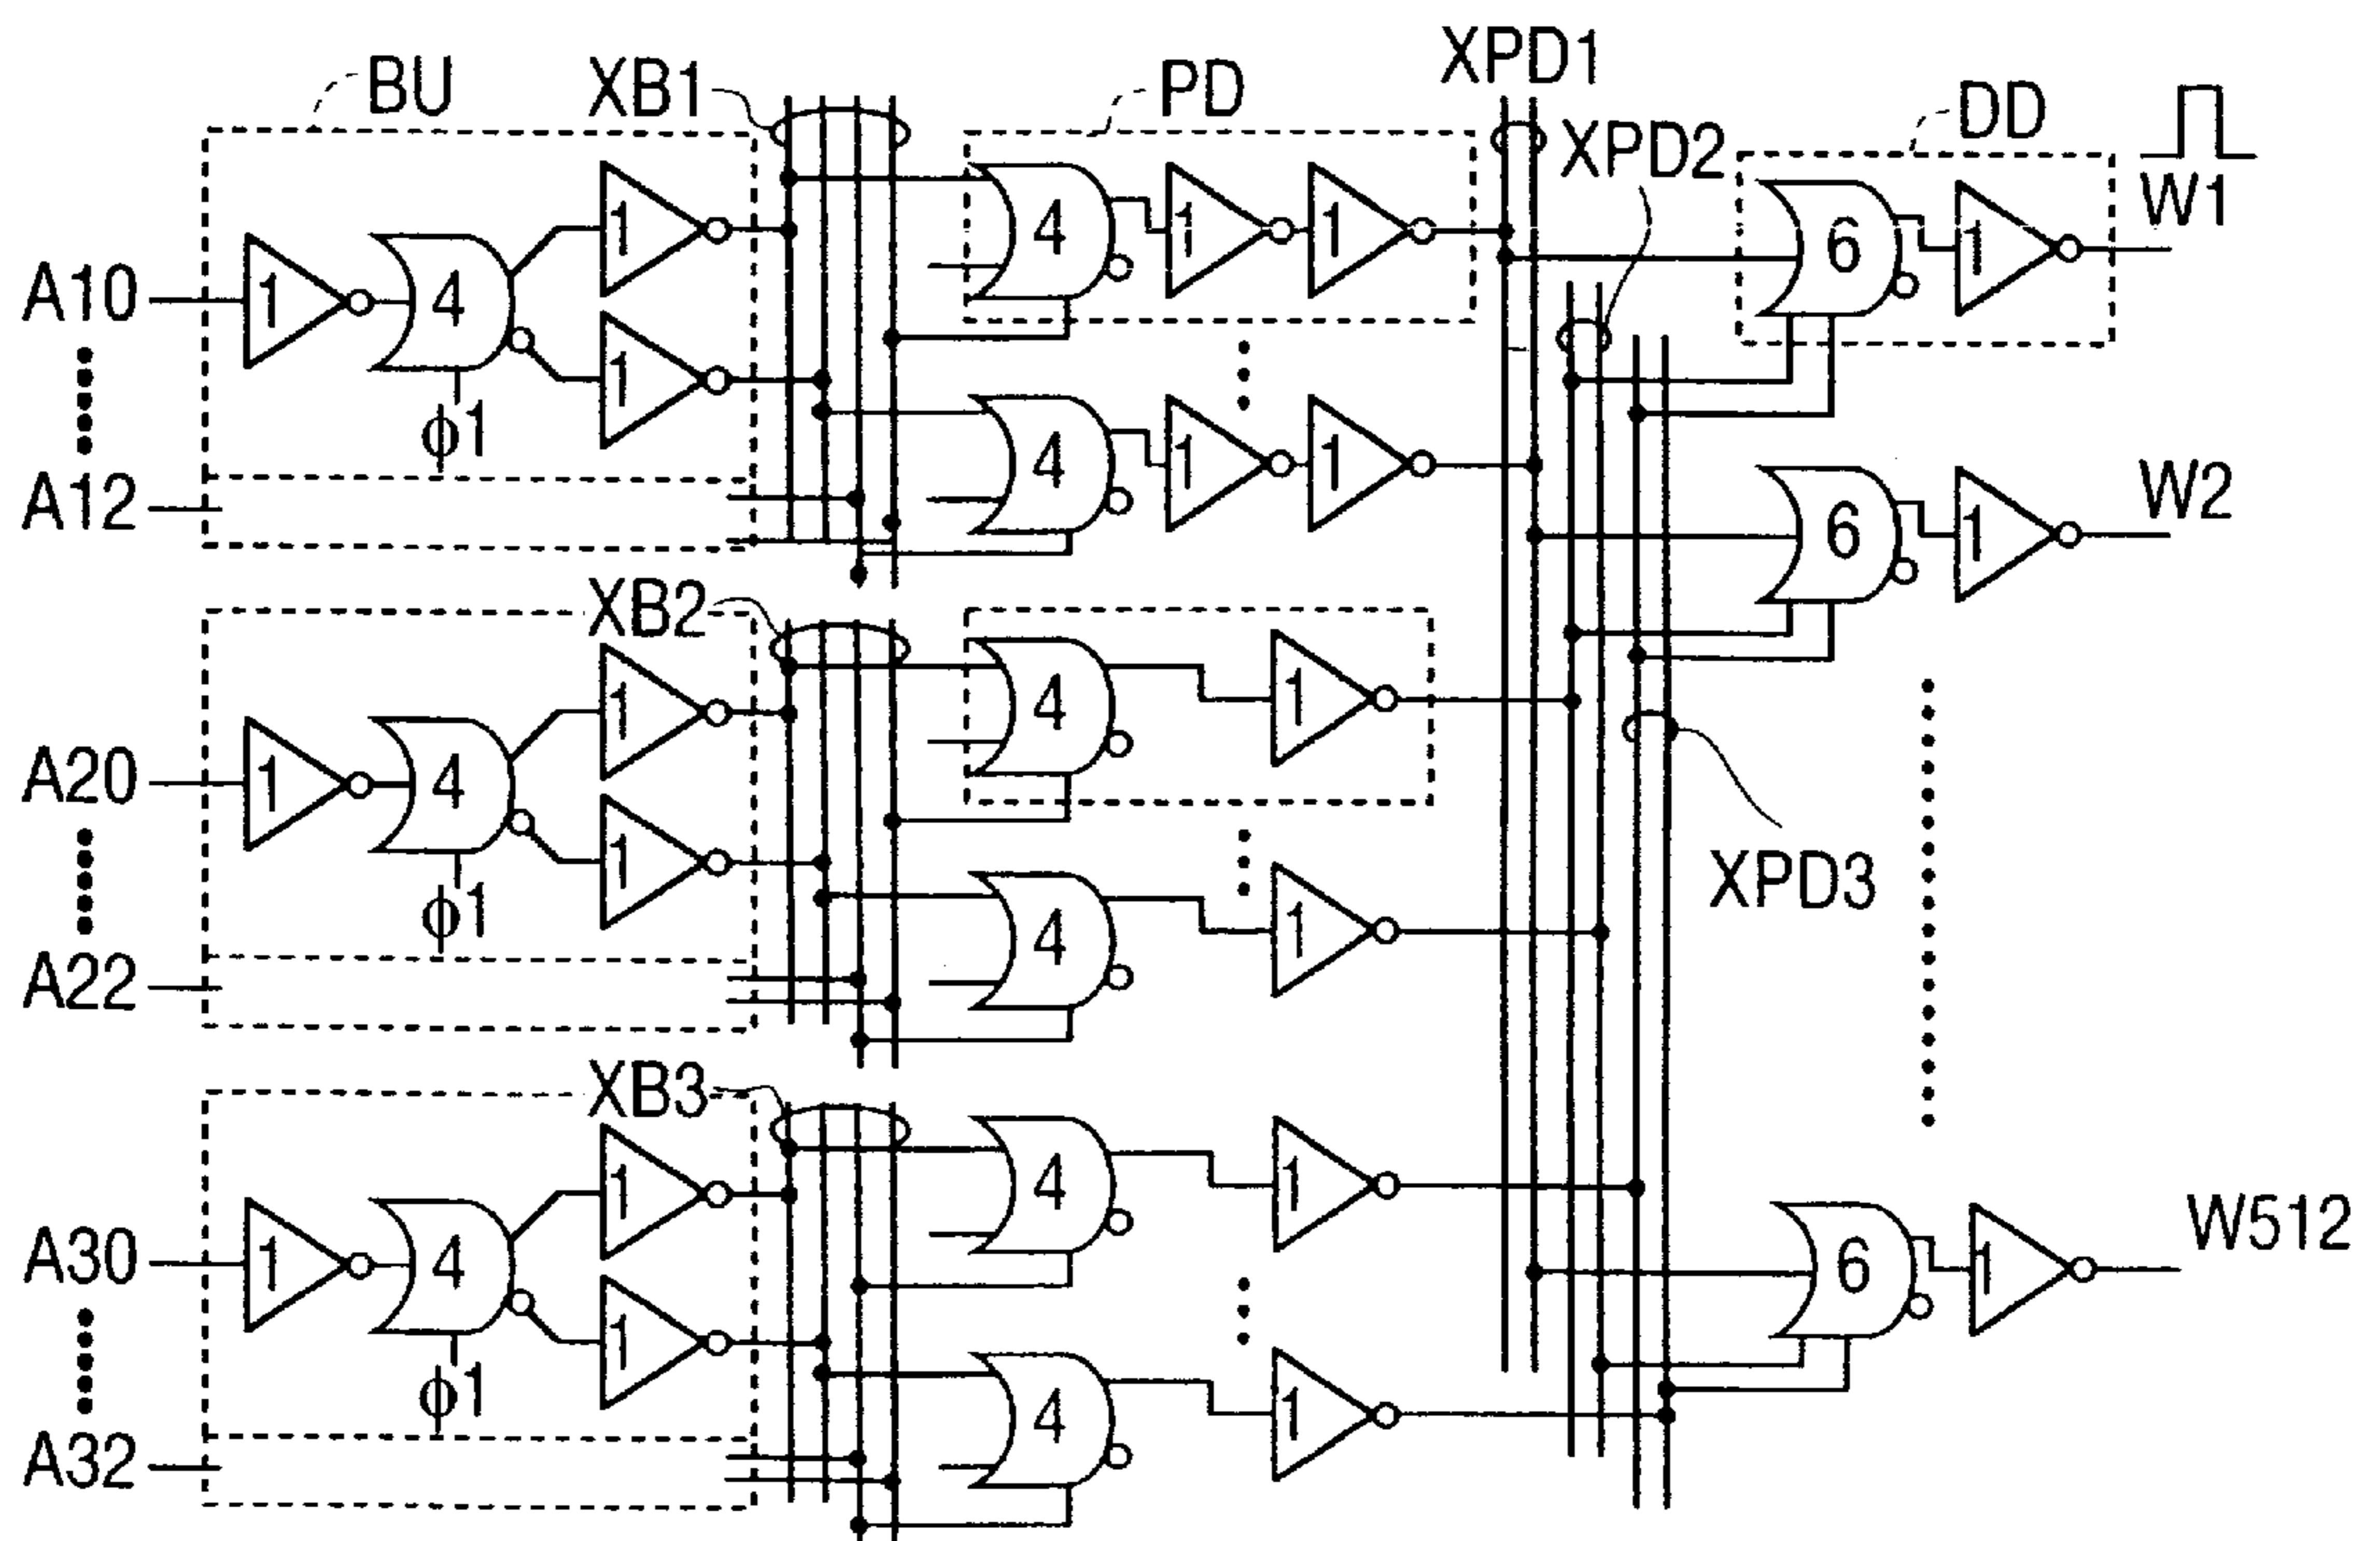 BU XB1 PD XPD1 XPD2 DD W1
A10 1 4 1 1 φ1 4 1 1 6 1
A12 4 1 1 6 1 W2
XB2
A20 1 4 1 1 φ1 4 1
A22 4 1 XPD3
XB3
A30 1 4 1 1 φ1 4 1 6 1 W512
A32 4 1